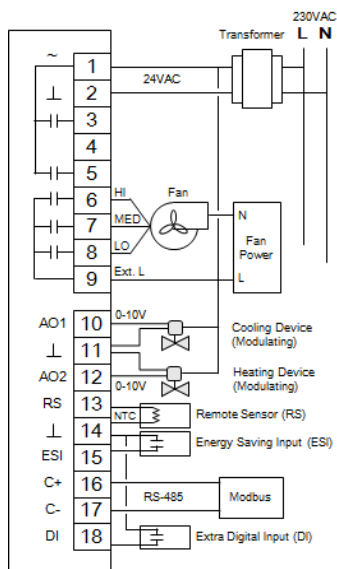 230VAC
Transformer L N
~ 1
24VAC
⊥ 2
3
4
5
6 HI Fan
7 MED N
8 LO Fan
Power
9 Ext. L L
AO1 10 0-10V
Cooling Device
(Modulating)
⊥ 11
AO2 12 0-10V
Heating Device
(Modulating)
RS 13 NTC Remote Sensor (RS)
⊥ 14
Energy Saving Input (ESI)
ESI 15
C+ 16
RS-485 Modbus
C- 17
DI 18 Extra Digital Input (DI)